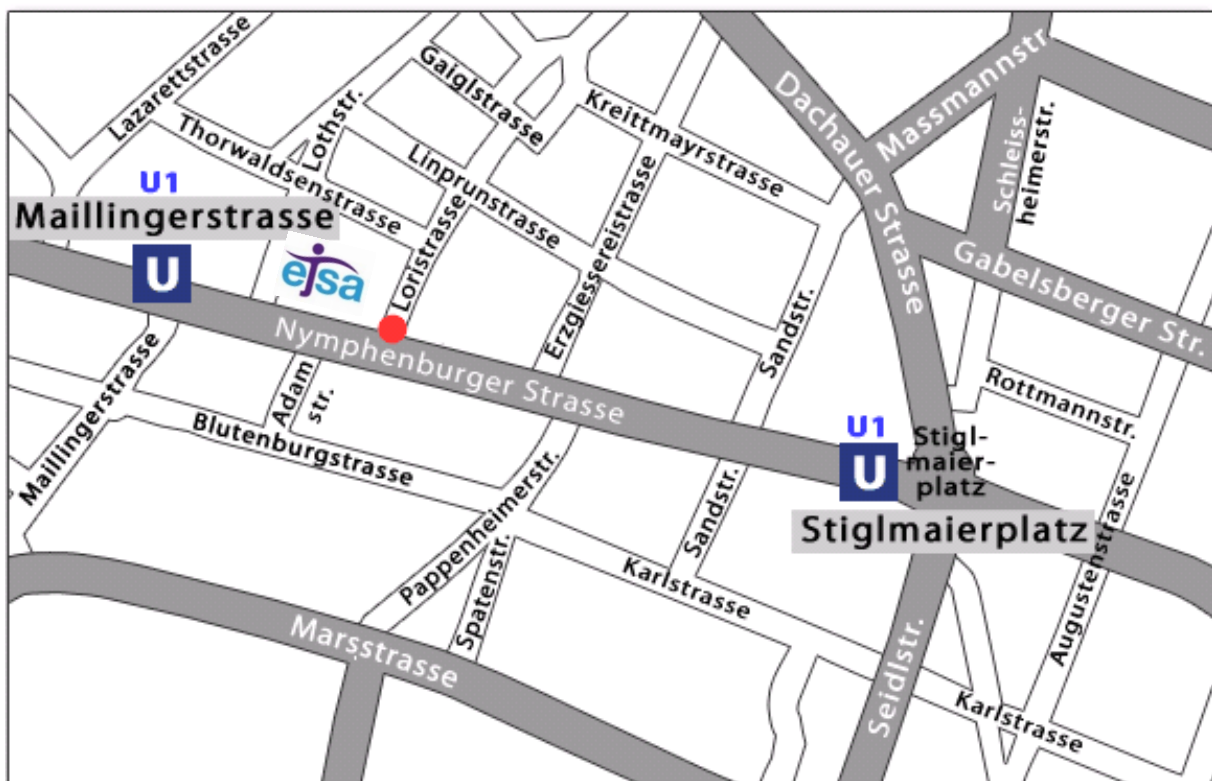 Lazarettstrasse
Gaiglstrasse
Lothstr.
Kreittmayrstrasse
Dachauer Strasse
Massmannstr
Schleiss-
heimerstr.
Thorwaldsenstrasse
Linprunstrasse
U1
Maillingerstrasse
U
ejsa
Loristrasse
Erzgiessereistrasse
Gabelsberger Str.
Sandstr.
Nymphenburger Strasse
Maillingerstrasse
Adam
str.
Rottmannstr.
Blutenburgstrasse
U1
U
Stigl-
maier-
platz
Stiglmaierplatz
Pappenheimerstr.
Sandstr.
Augustenstrasse
Spatenstr.
Karlstrasse
Marsstrasse
Seidlstr.
Karlstrasse